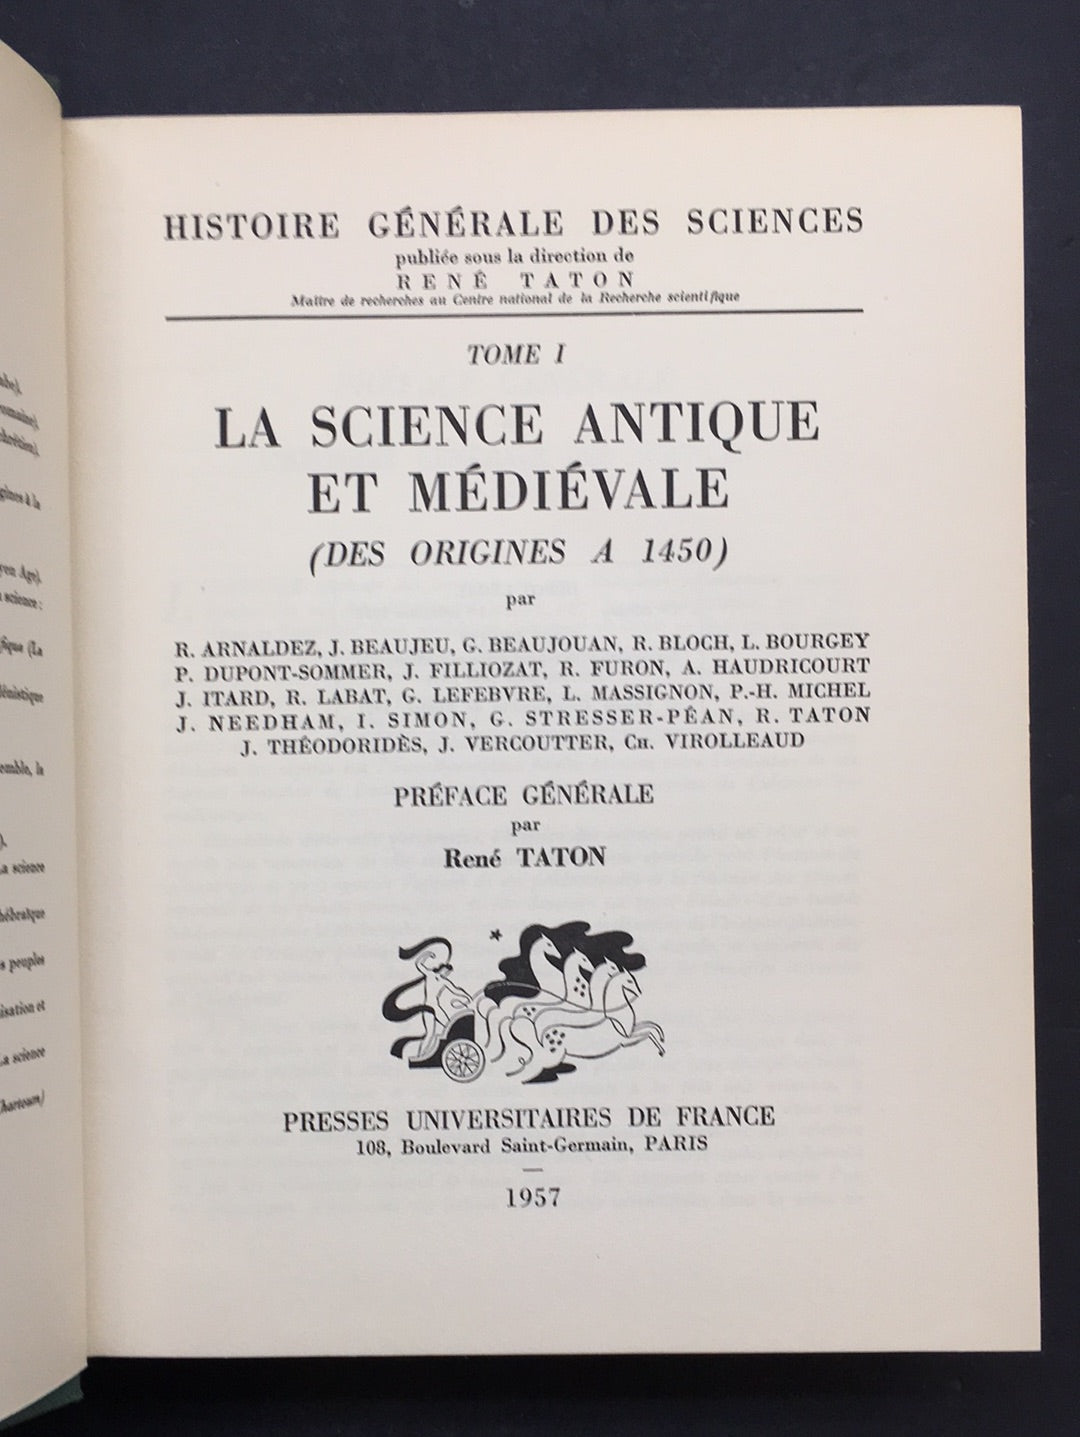 HISTOIRE GÉNÉRALE DES SCIENCES
publiée sous la direction de
RENÉ TATON
Maître de recherches au Centre national de la Recherche scientifique
TOME I
LA SCIENCE ANTIQUE
ET MÉDIÉVALE
(DES ORIGINES A 1450)
par
R. ARNALDEZ, J. BEAUJEU, G. BEAUJOUAN, R. BLOCH, L. BOURGEY
P. DUPONT-SOMMER, J. FILLIOZAT, R. FURON, A. HAUDRICOURT
J. ITARD, R. LABAT, G. LEFEBVRE, L. MASSIGNON, P.-H. MICHEL
J. NEEDHAM, I. SIMON, G. STRESSER-PÉAN, R. TATON
J. THÉODORIDÈS, J. VERCOUTTER, CH. VIROLLEAUD
PRÉFACE GÉNÉRALE
par
René TATON
PRESSES UNIVERSITAIRES DE FRANCE
108, Boulevard Saint-Germain, PARIS
1957